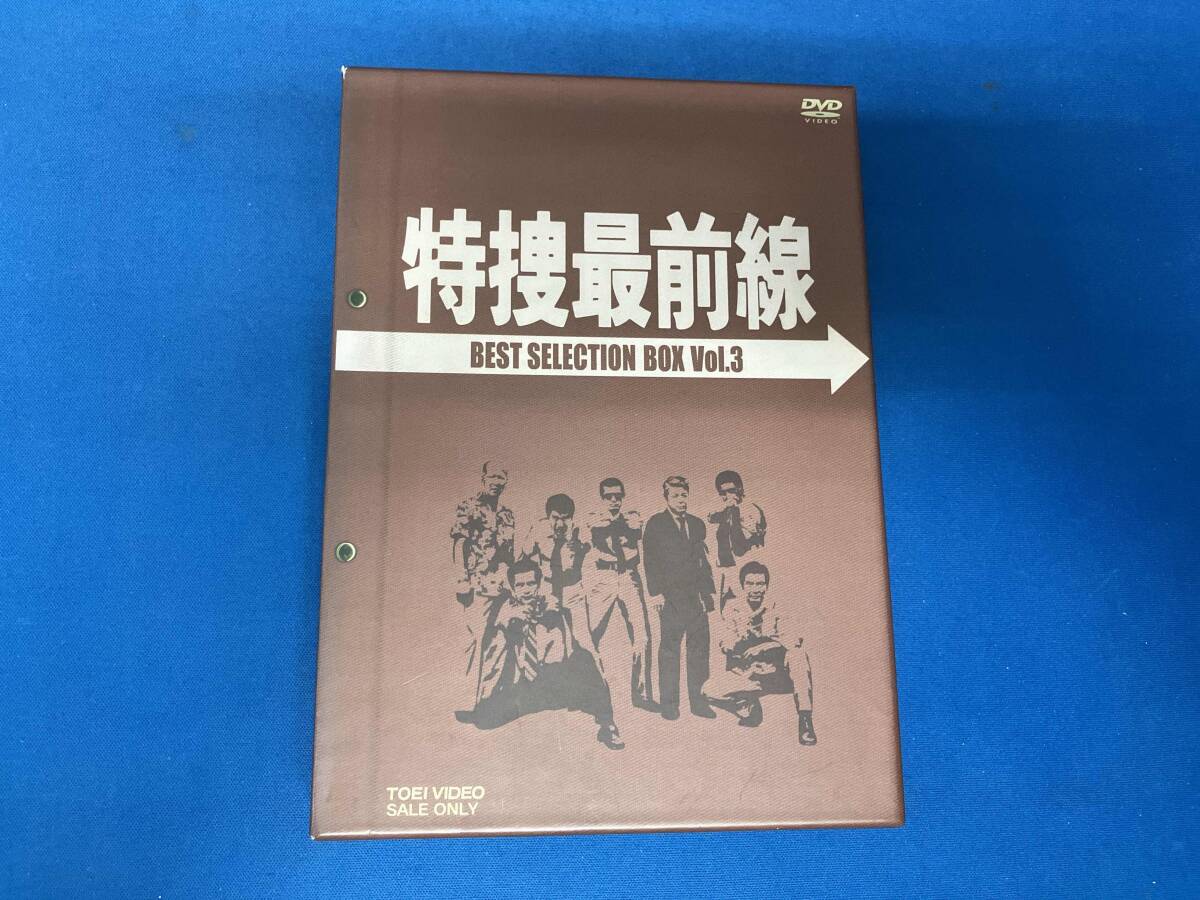 DVD
VIDEO
特捜最前線
BEST SELECTION BOX Vol.3
TOEI VIDEO
SALE ONLY